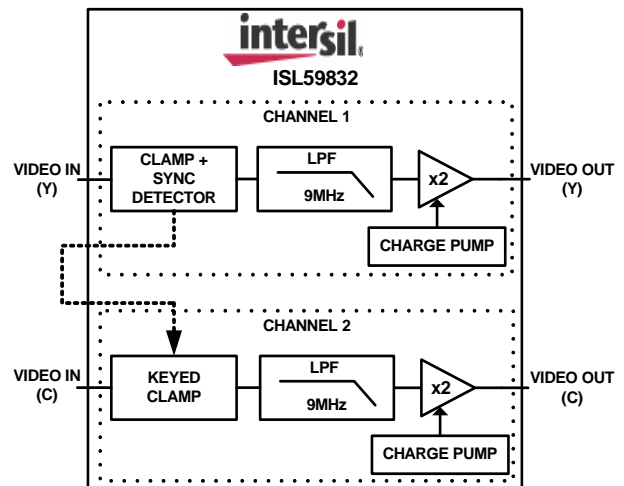 intersil®
ISL59832
CHANNEL 1
VIDEO IN
(Y)
CLAMP +
SYNC
DETECTOR
LPF
9MHz
x2
VIDEO OUT
(Y)
CHARGE PUMP
CHANNEL 2
VIDEO IN
(C)
KEYED
CLAMP
LPF
9MHz
x2
VIDEO OUT
(C)
CHARGE PUMP